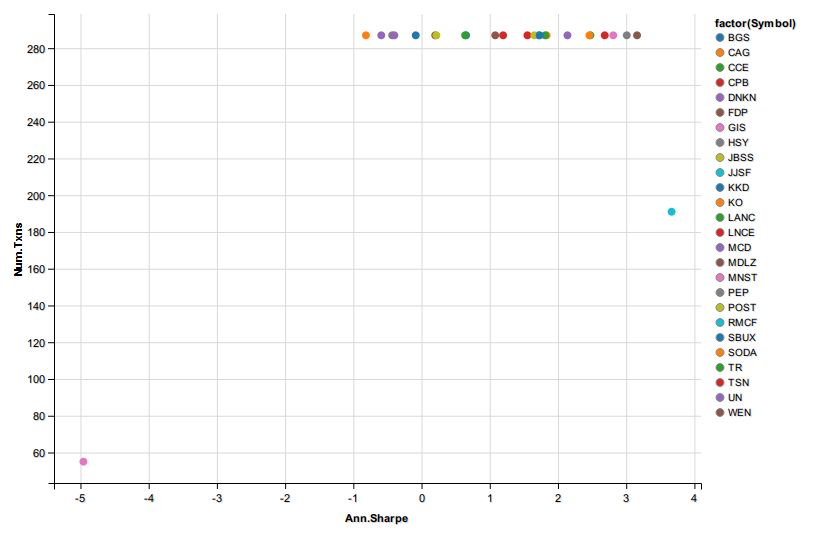 factor(Symbol)
BGS
CAG
CCE
CPB
DNKN
FDP
GIS
HSY
JBSS
JJSF
KKD
KO
LANC
LNCE
MCD
MDLZ
MNST
PEP
POST
RMCF
SBUX
SODA
TR
TSN
UN
WEN
280
260
240
220
200
180
160
140
120
100
80
60
Num.Txns
-5 -4 -3 -2 -1 0 1 2 3 4
Ann.Sharpe